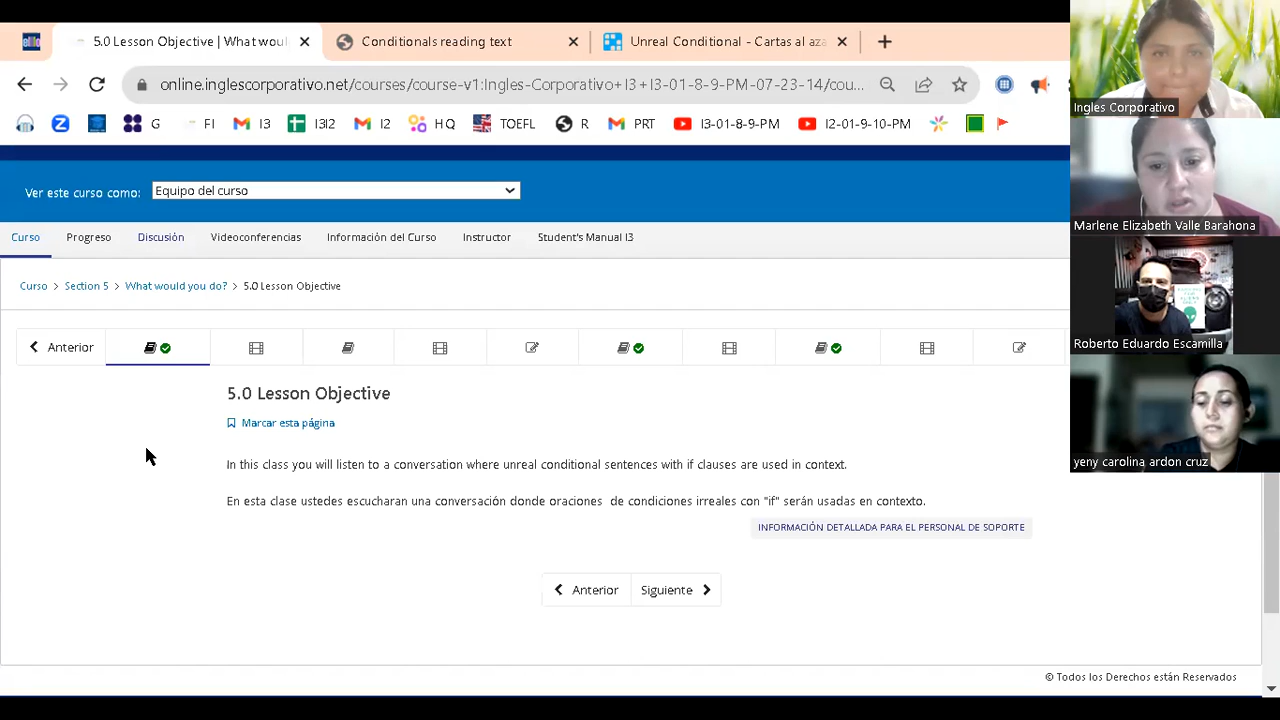 5.0 Lesson Objective | What woul
Conditionals reading text
Unreal Conditional - Cartas al aza
online.inglescorporativo.net/courses/course-v1:Ingles-Corporativo+I3+I3-01-8-9-PM-07-23-14/cou...
G FI I3 I3I2 I2 HQ TOEFL R PRT I3-01-8-9-PM I2-01-9-10-PM
Ver este curso como: Equipo del curso
Curso Progreso Discusión Videoconferencias Informacion del Curso Instructor Student's Manual I3
Curso > Section 5 > What would you do? > 5.0 Lesson Objective
Anterior
5.0 Lesson Objective
Marcar esta página
In this class you will listen to a conversation where unreal conditional sentences with if clauses are used in context.
En esta clase ustedes escucharan una conversación donde oraciones de condiciones irreales con "if" serán usadas en contexto.
INFORMACIÓN DETALLADA PARA EL PERSONAL DE SOPORTE
Anterior Siguiente
© Todos los Derechos están Reservados
Ingles Corporativo
Marlene Elizabeth Valle Barahona
Roberto Eduardo Escamilla
yeny carolina ardon cruz